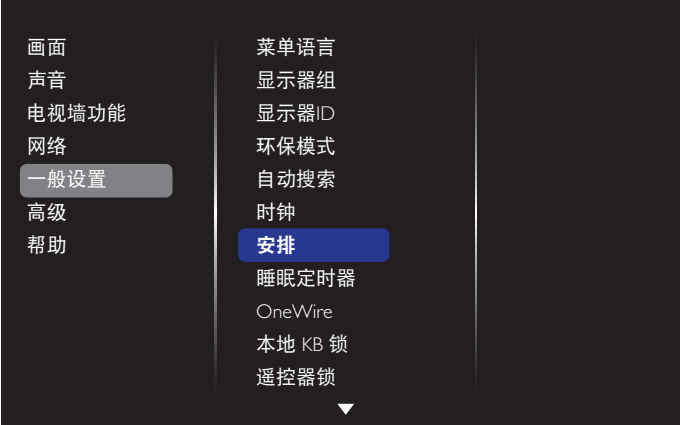 画面
声音
电视墙功能
网络
一般设置
高级
帮助
菜单语言
显示器组
显示器ID
环保模式
自动搜索
时钟
安排
睡眠定时器
OneWire
本地 KB 锁
遥控器锁